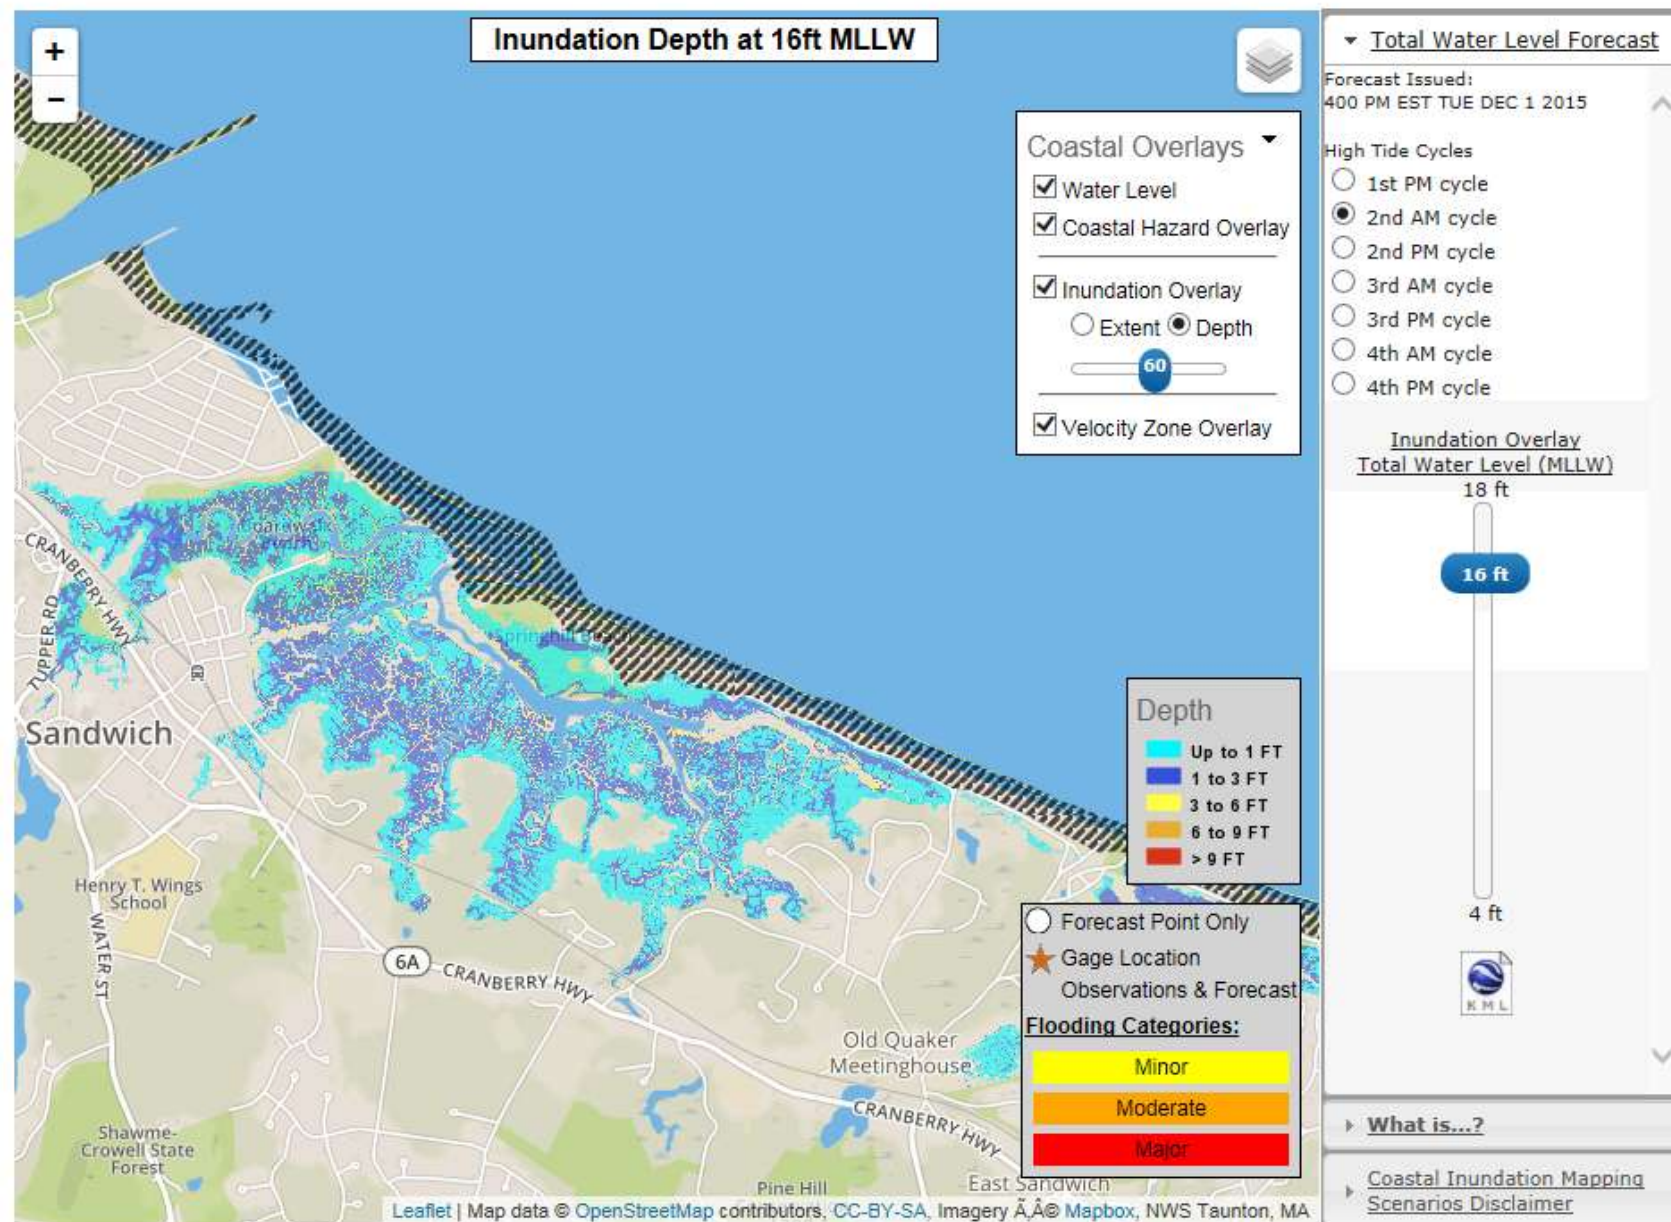 Inundation Depth at 16ft MLLW
+
−
Coastal Overlays
Water Level
Coastal Hazard Overlay
Inundation Overlay
Extent Depth
60
Velocity Zone Overlay
CRANBERRY HWY
TUPPER RD
Springhill Beach
Sandwich
Henry T. Wings
School
WATER ST
6A
CRANBERRY HWY
Old Quaker
Meetinghouse
CRANBERRY HWY
Shawme-
Crowell State
Forest
Pine Hill
East Sandwich
Depth
Up to 1 FT
1 to 3 FT
3 to 6 FT
6 to 9 FT
> 9 FT
Forecast Point Only
Gage Location
Observations & Forecast
Flooding Categories:
Minor
Moderate
Major
Leaflet | Map data © OpenStreetMap contributors, CC-BY-SA, Imagery Ã,Â© Mapbox, NWS Taunton, MA
Total Water Level Forecast
Forecast Issued:
400 PM EST TUE DEC 1 2015
High Tide Cycles
1st PM cycle
2nd AM cycle
2nd PM cycle
3rd AM cycle
3rd PM cycle
4th AM cycle
4th PM cycle
Inundation Overlay
Total Water Level (MLLW)
18 ft
16 ft
4 ft
KML
What is...?
Coastal Inundation Mapping
Scenarios Disclaimer